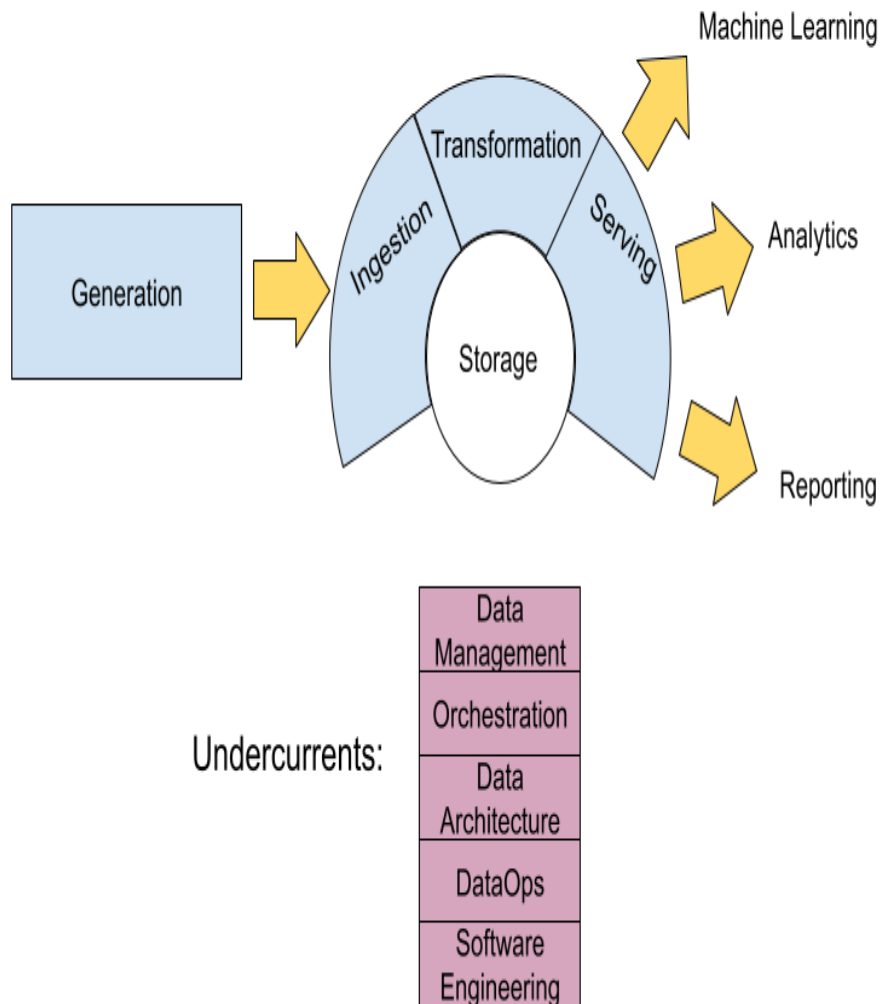 Machine Learning
Transformation
Ingestion
Serving
Analytics
Generation
Storage
Reporting
Data
Management
Orchestration
Undercurrents:
Data
Architecture
DataOps
Software
Engineering